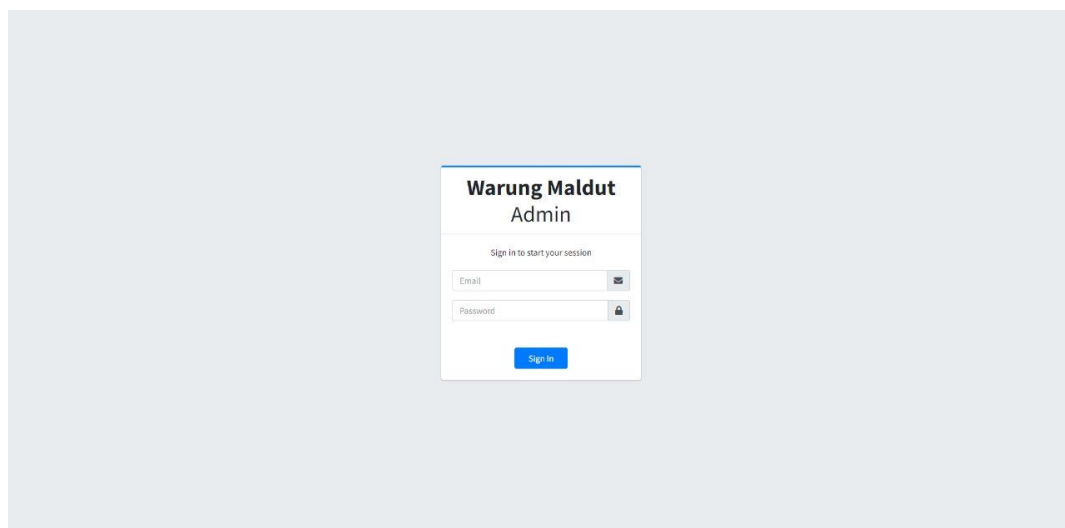 Warung Maldut
Admin
Sign in to start your session
Email
Password
Sign In